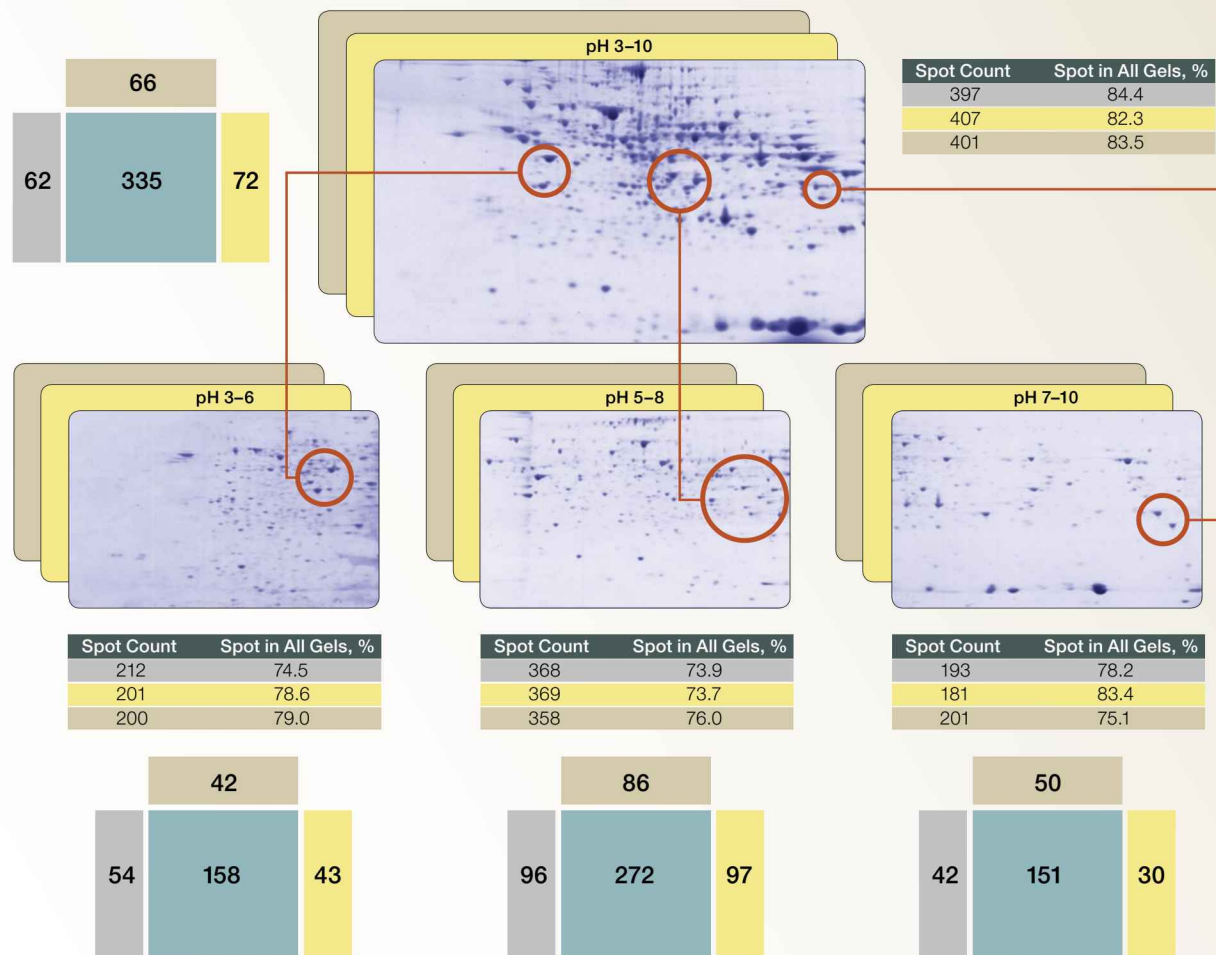 66
62 335 72
pH 3–10
Spot Count Spot in All Gels, %
397 84.4
407 82.3
401 83.5
pH 3–6
Spot Count Spot in All Gels, %
212 74.5
201 78.6
200 79.0
42
54 158 43
pH 5–8
Spot Count Spot in All Gels, %
368 73.9
369 73.7
358 76.0
86
96 272 97
pH 7–10
Spot Count Spot in All Gels, %
193 78.2
181 83.4
201 75.1
50
42 151 30